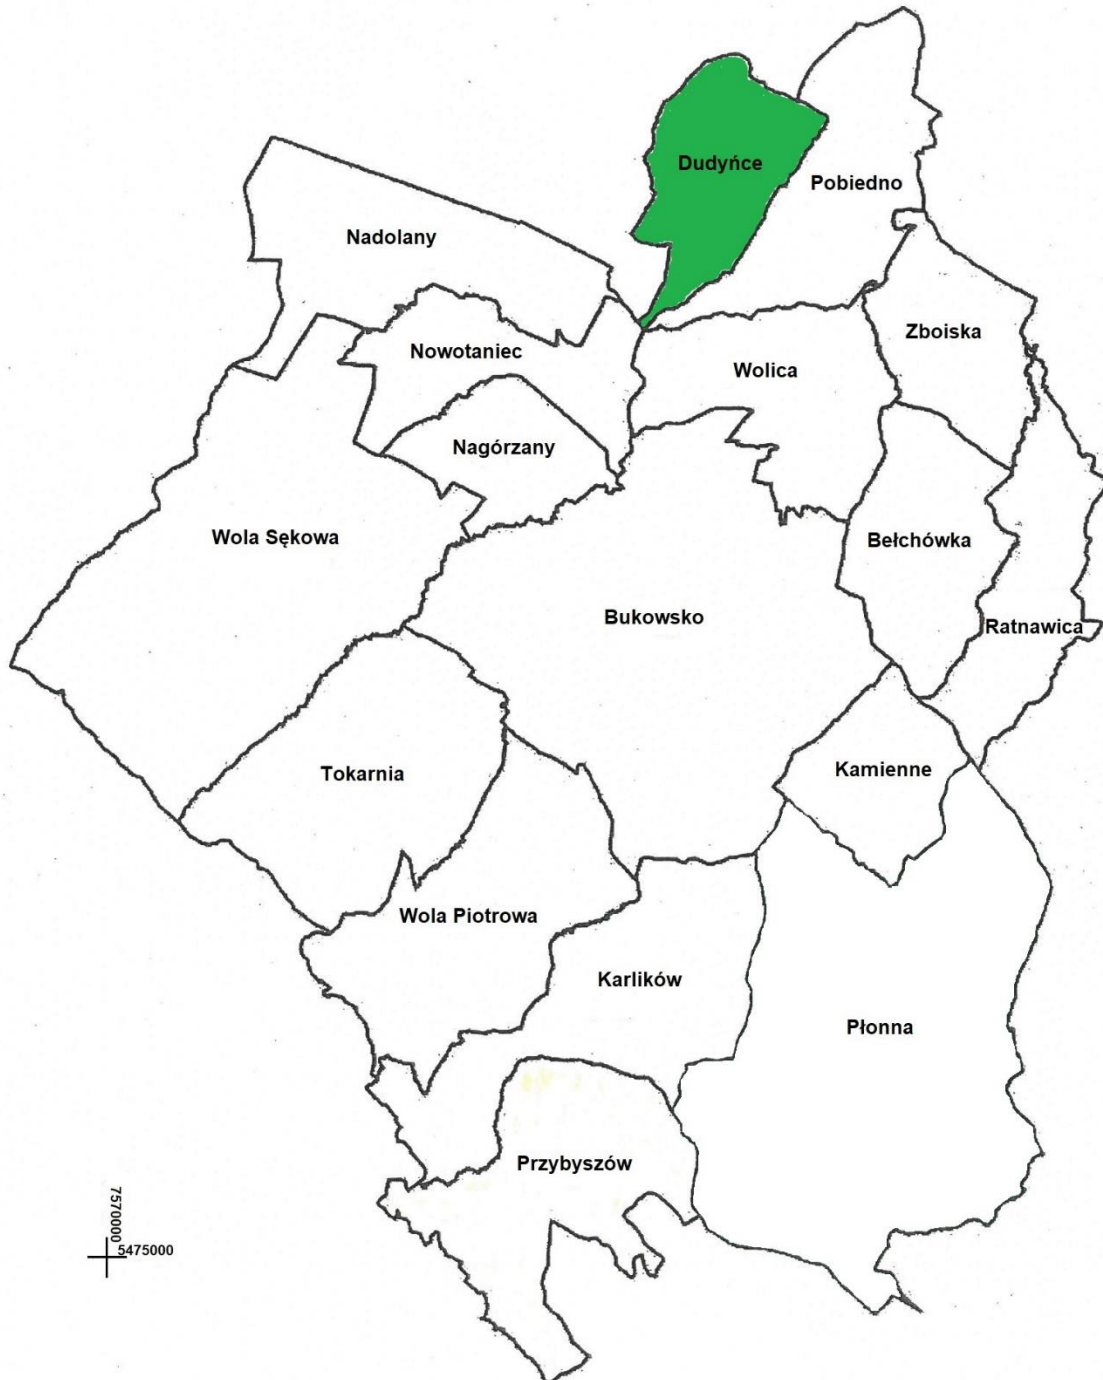 Dudyńce
Pobiedno
Nadolany
Zboiska
Nowotaniec
Wolica
Nagórzany
Wola Sękowa
Bełchówka
Bukowsko
Ratnawica
Kamienne
Tokarnia
Wola Piotrowa
Karlików
Płonna
Przybyszów
7570000
5475000